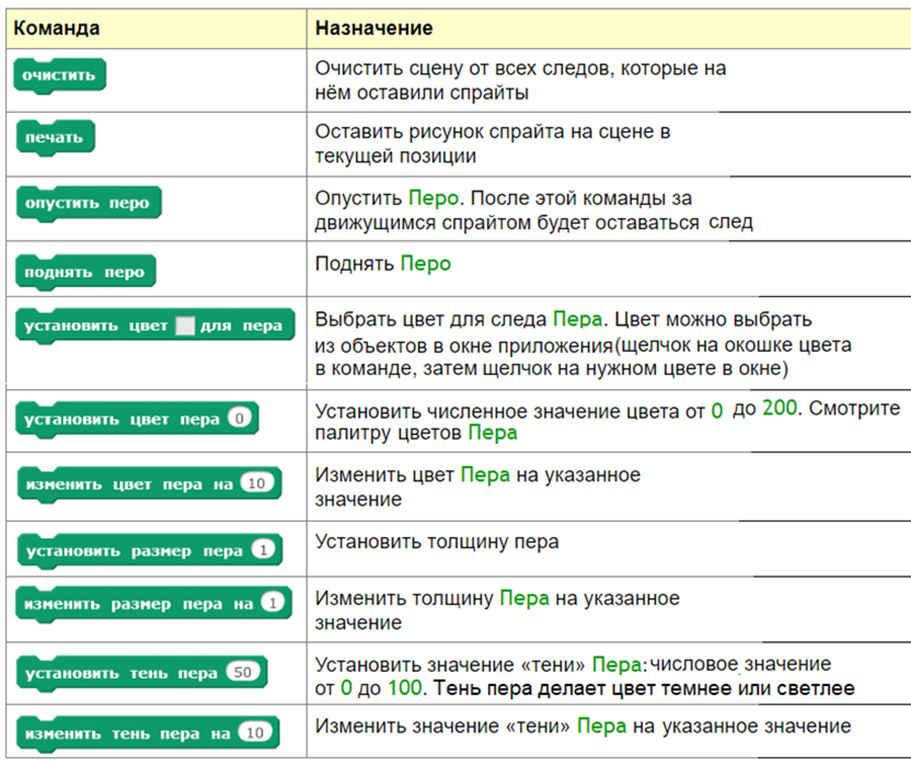 Команда Назначение
очистить
Очистить сцену от всех следов, которые на
нём оставили спрайты
печать
Оставить рисунок спрайта на сцене в
текущей позиции
опустить перо
Опустить Перо. После этой команды за
движущимся спрайтом будет оставаться след
поднять перо
Поднять Перо
установить цвет для пера
Выбрать цвет для следа Пера. Цвет можно выбрать
из объектов в окне приложения(щелчок на окошке цвета
в команде, затем щелчок на нужном цвете в окне)
установить цвет пера 0
Установить численное значение цвета от 0 до 200. Смотрите
палитру цветов Пера
изменить цвет пера на 10
Изменить цвет Пера на указанное
значение
установить размер пера 1
Установить толщину пера
изменить размер пера на 1
Изменить толщину Пера на указанное
значение
установить тень пера 50
Установить значение «тени» Пера:числовое значение
от 0 до 100. Тень пера делает цвет темнее или светлее
изменить тень пера на 10
Изменить значение «тени» Пера на указанное значение